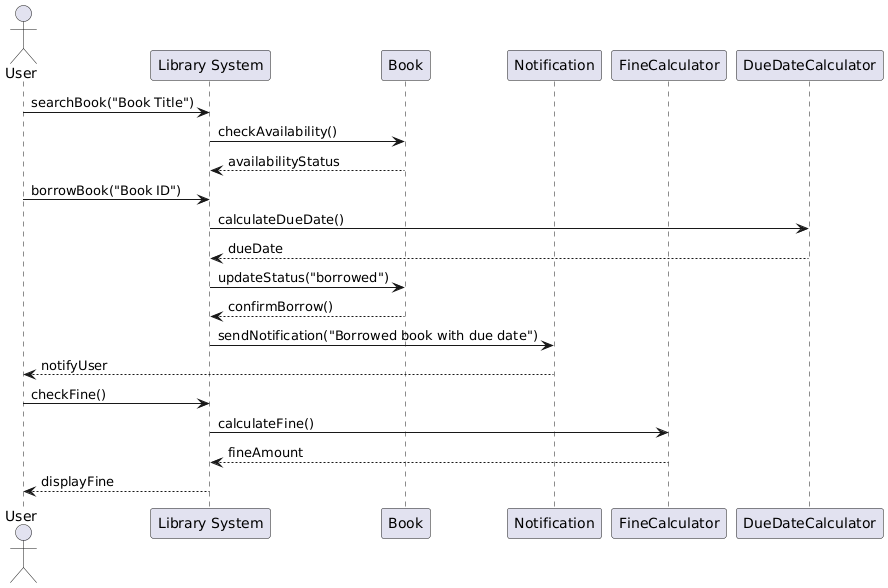 User
Library System
Book
Notification
FineCalculator
DueDateCalculator
searchBook("Book Title")
checkAvailability()
availabilityStatus
borrowBook("Book ID")
calculateDueDate()
dueDate
updateStatus("borrowed")
confirmBorrow()
sendNotification("Borrowed book with due date")
notifyUser
checkFine()
calculateFine()
fineAmount
displayFine
User
Library System
Book
Notification
FineCalculator
DueDateCalculator